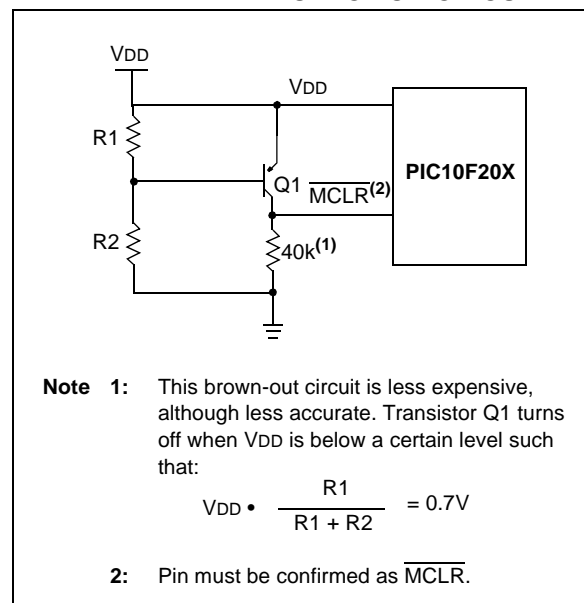 VDD
VDD
R1
PIC10F20X
Q1
MCLR(2)
R2
40k(1)
Note 1: This brown-out circuit is less expensive,
although less accurate. Transistor Q1 turns
off when VDD is below a certain level such
that:
VDD • R1 / R1 + R2 = 0.7V
2: Pin must be confirmed as MCLR.